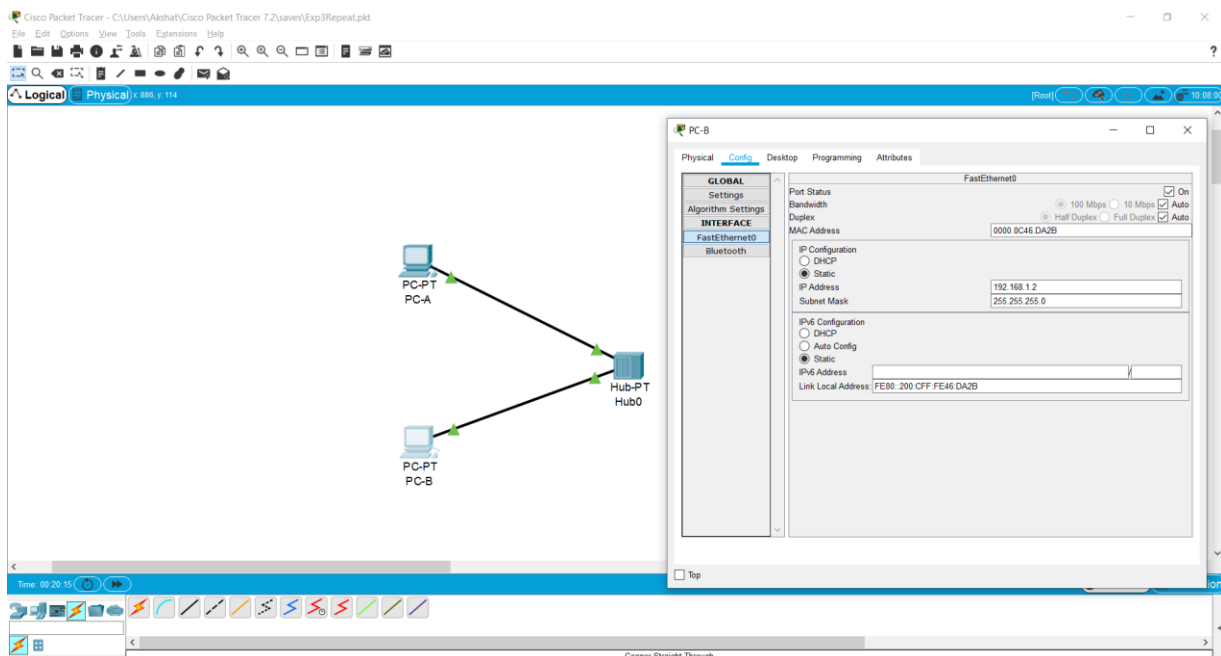 Cisco Packet Tracer - C:\Users\Akshat\Cisco Packet Tracer 7.2\saves\Exp3Repeat.pkt
File Edit Options View Tools Extensions Help
?
Logical Physical x: 886, y: 114 [Root] 10:08:00
PC-B
Physical Config Desktop Programming Attributes
GLOBAL
Settings
Algorithm Settings
INTERFACE
FastEthernet0
Bluetooth
FastEthernet0
Port Status On
Bandwidth 100 Mbps 10 Mbps Auto
Duplex Half Duplex Full Duplex Auto
MAC Address 0000.0C46.DA2B
IP Configuration
DHCP
Static
IP Address 192.168.1.2
Subnet Mask 255.255.255.0
IPv6 Configuration
DHCP
Auto Config
Static
IPv6 Address /
Link Local Address: FE80::200:CFF:FE46:DA2B
Top
PC-PT
PC-A
Hub-PT
Hub0
PC-PT
PC-B
Time: 00:20:15
Copper Straight-Through